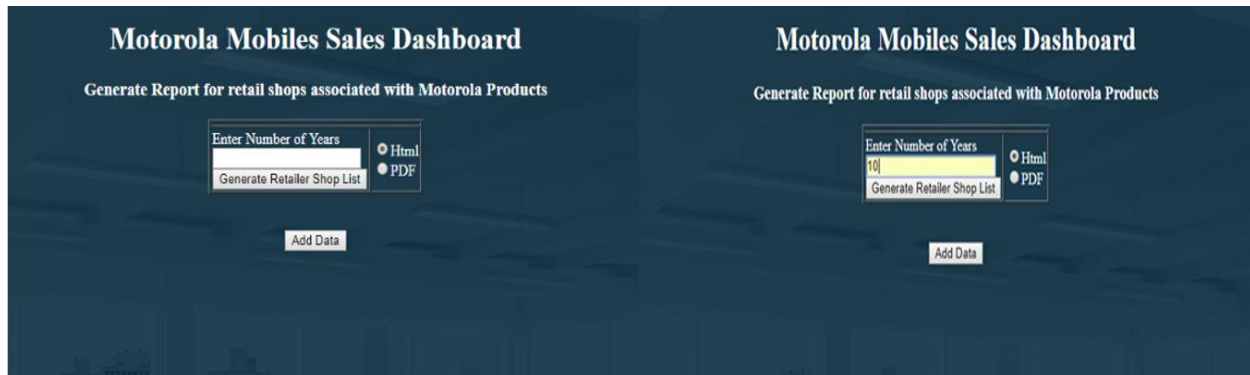 Motorola Mobiles Sales Dashboard
Generate Report for retail shops associated with Motorola Products
Enter Number of Years
Html
PDF
Generate Retailer Shop List
Add Data
Motorola Mobiles Sales Dashboard
Generate Report for retail shops associated with Motorola Products
Enter Number of Years
10
Html
PDF
Generate Retailer Shop List
Add Data